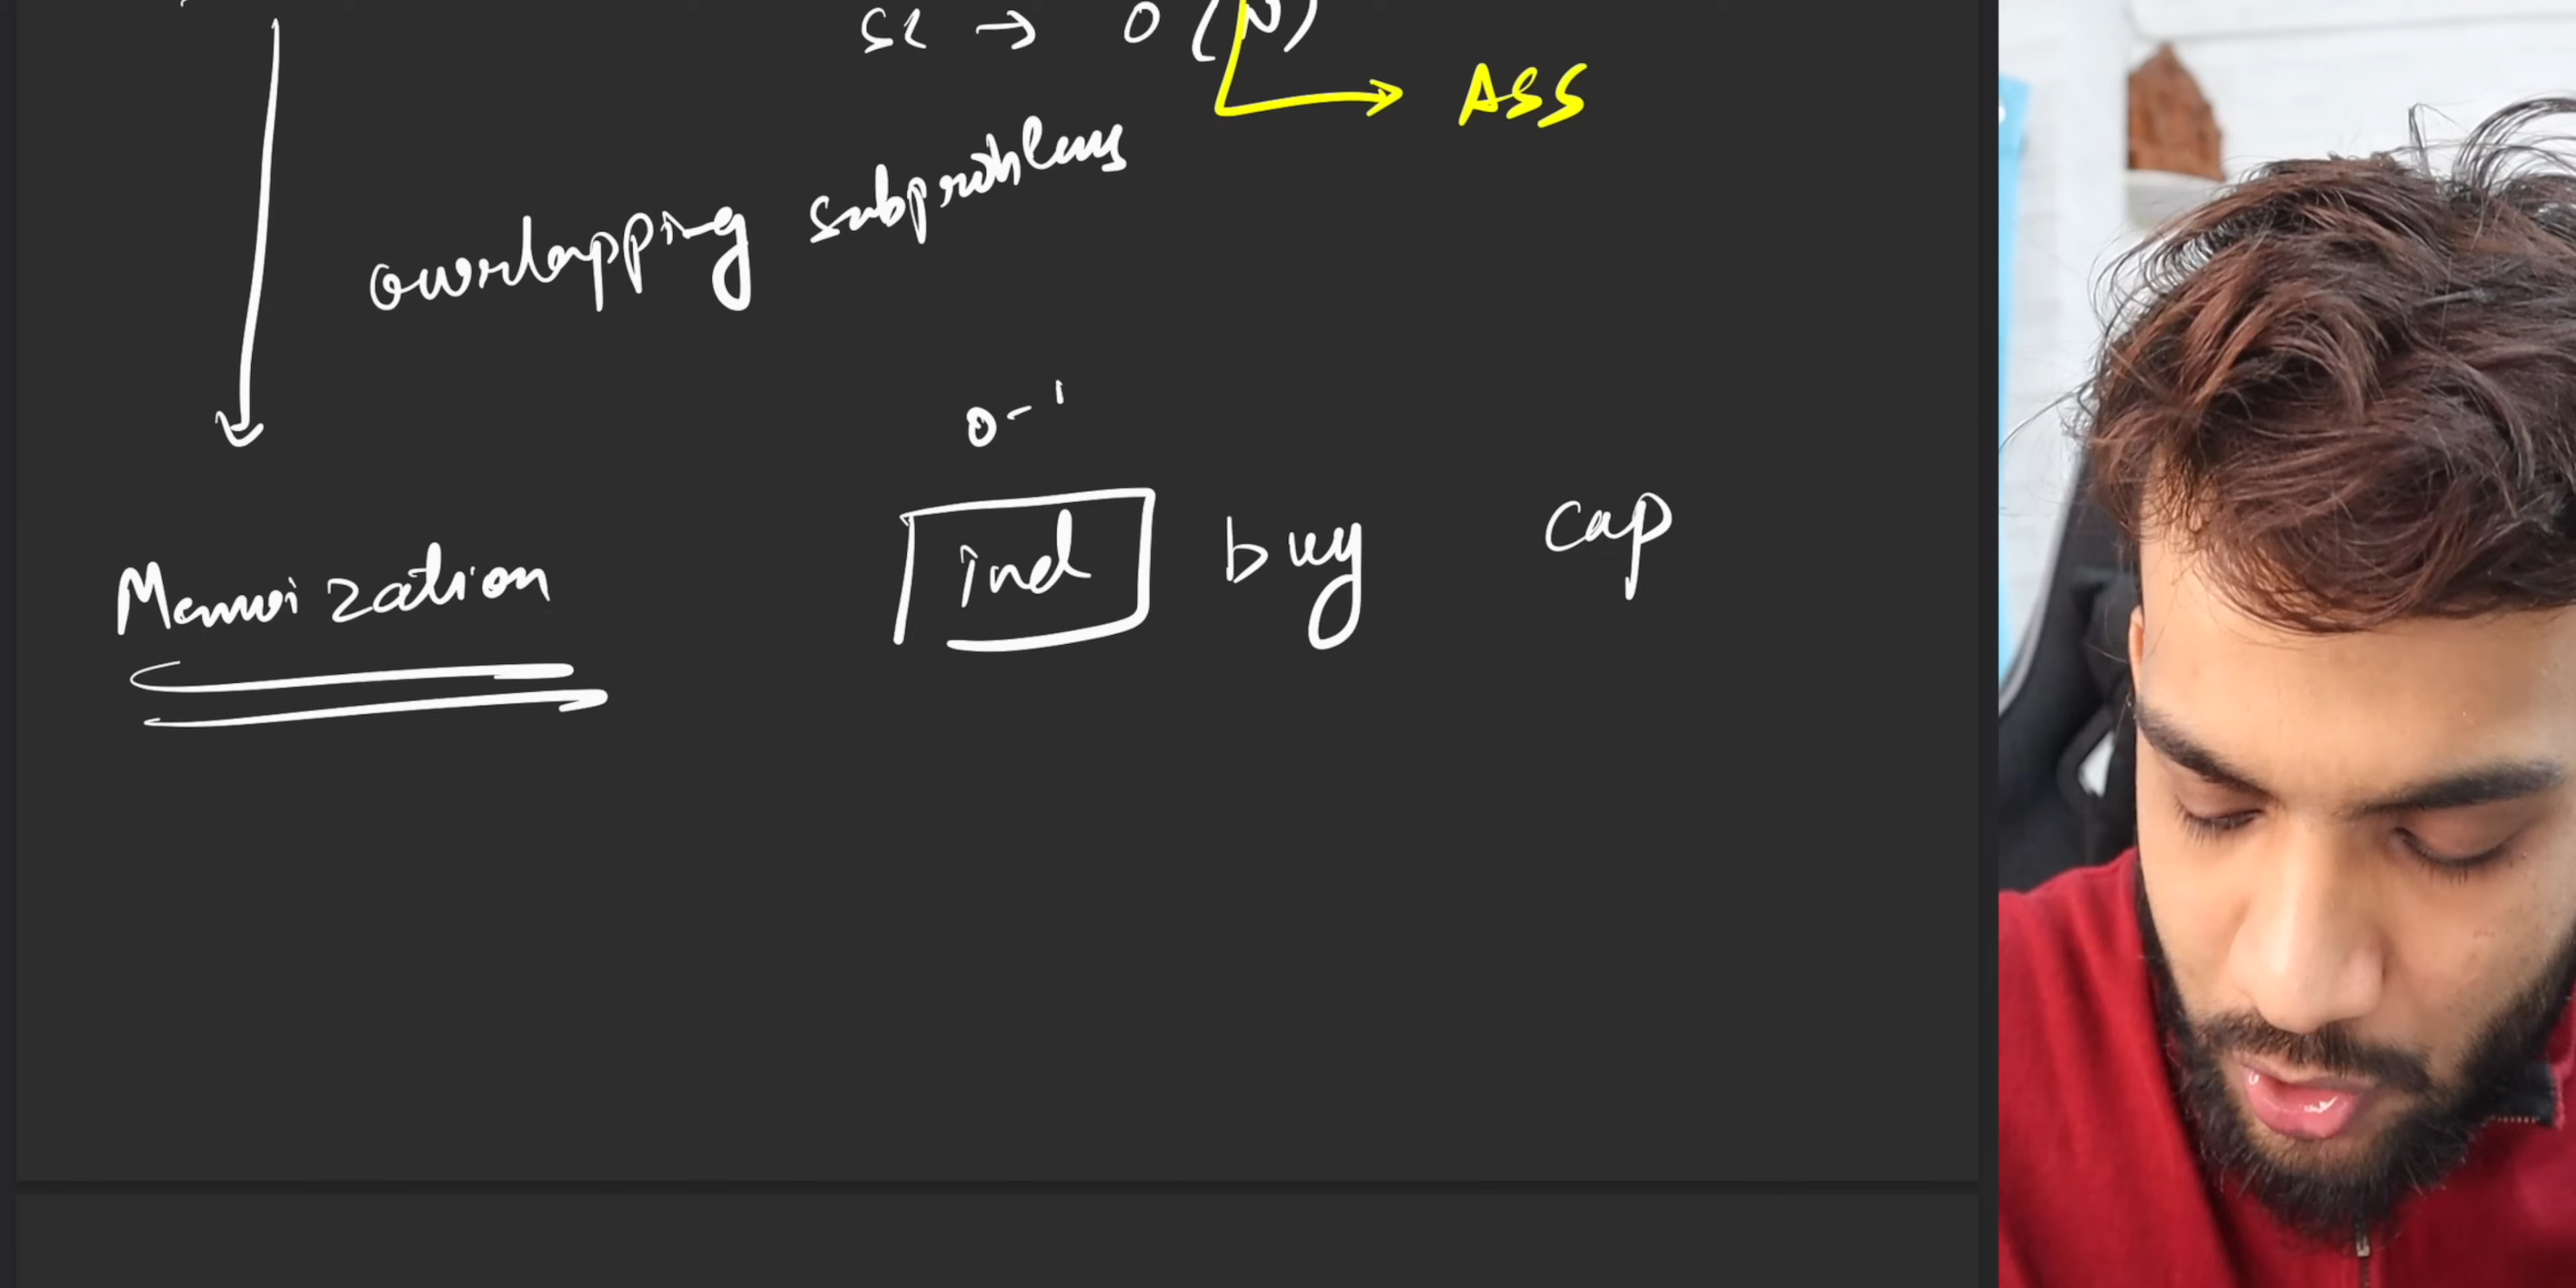 SC → O(N)
→ ASS
overlapping subproblems
0-1
Memoization ind buy cap